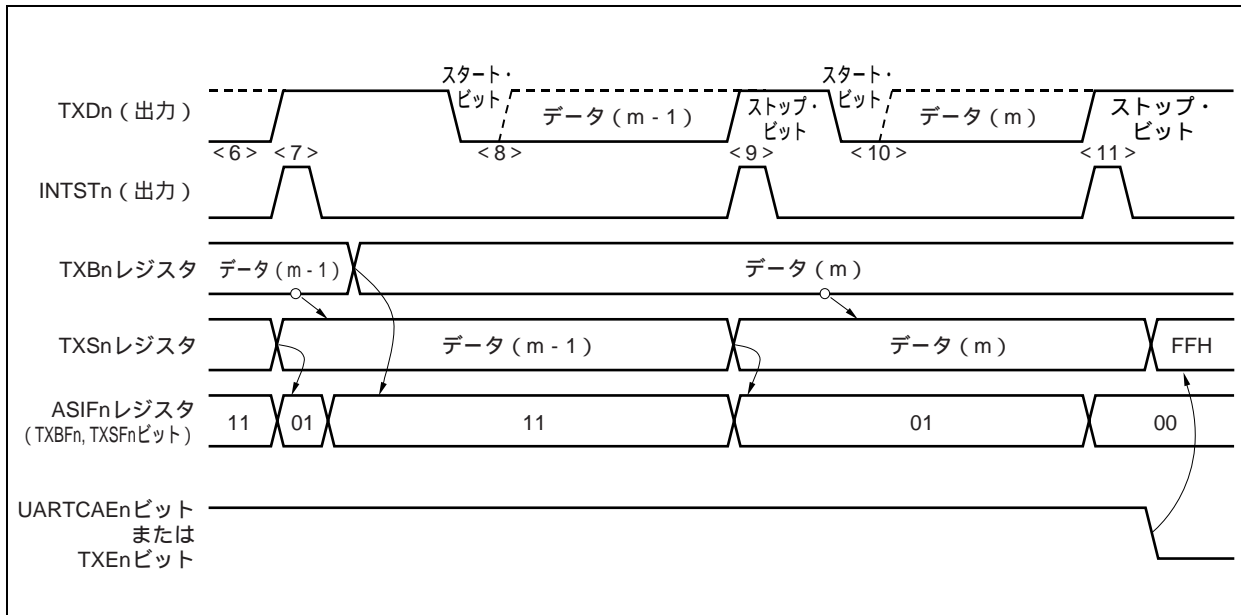 スタート・
ビット
スタート・
ビット
TXDn（出力）
データ（m - 1）
ストップ・
ビット
データ（m）
ストップ・
ビット
<6>
<7>
<8>
<9>
<10>
<11>
INTSTn（出力）
TXBnレジスタ
データ（m - 1）
データ（m）
TXSnレジスタ
データ（m - 1）
データ（m）
FFH
ASIFnレジスタ
（TXBFn, TXSFnビット）
11
01
11
01
00
UARTCAEnビット
または
TXEnビット